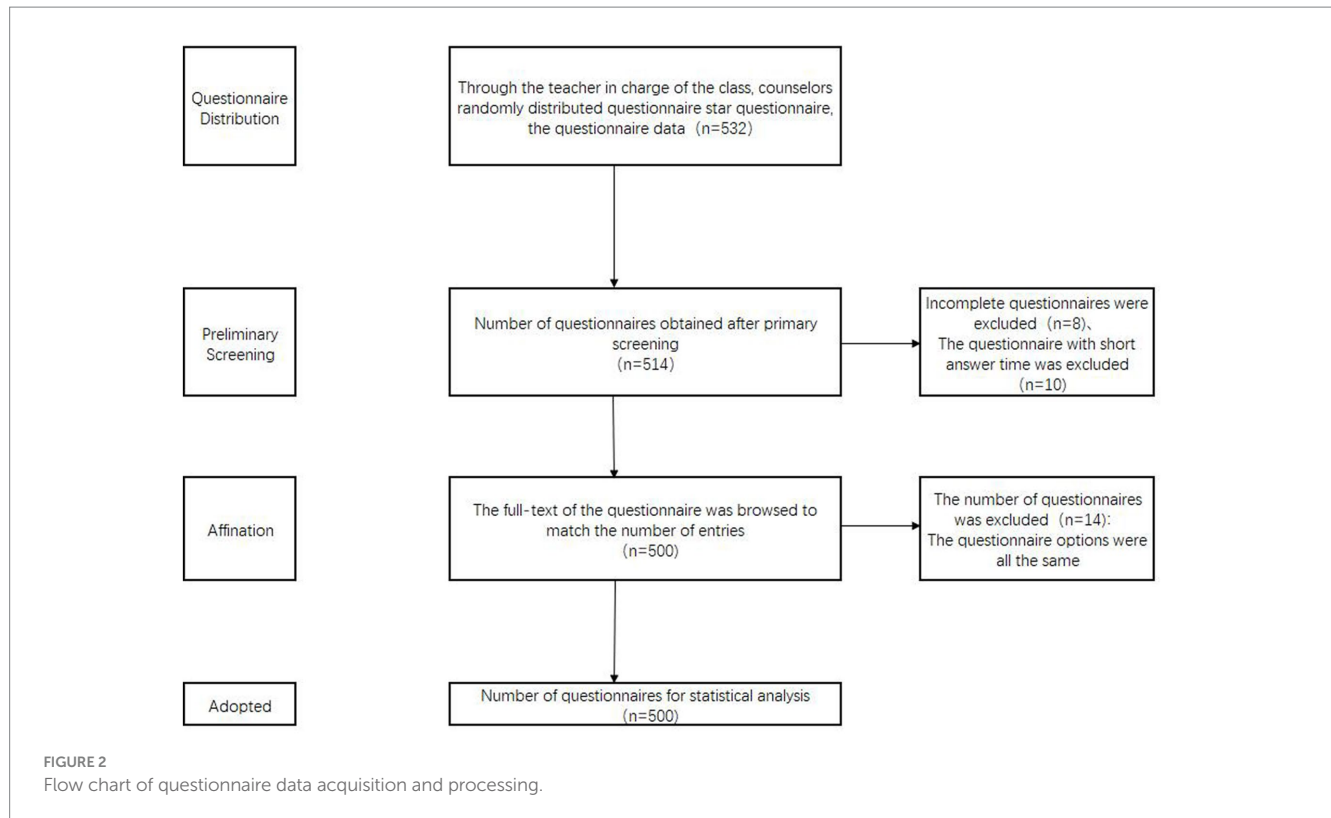 Questionnaire
Distribution
Through the teacher in charge of the class, counselors
randomly distributed questionnaire star questionnaire,
the questionnaire data（n=532）
Preliminary
Screening
Number of questionnaires obtained after primary
screening
（n=514）
Incomplete questionnaires were
excluded（n=8）、
The questionnaire with short
answer time was excluded
（n=10）
Affination
The full-text of the questionnaire was browsed to
match the number of entries
（n=500）
The number of questionnaires
was excluded（n=14）:
The questionnaire options were
all the same
Adopted
Number of questionnaires for statistical analysis
（n=500）
FIGURE 2
Flow chart of questionnaire data acquisition and processing.